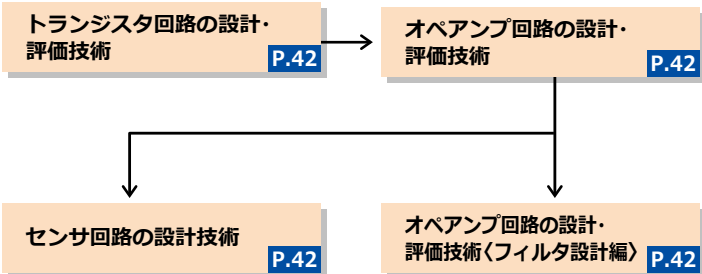 トランジスタ回路の設計・
評価技術
P.42
オペアンプ回路の設計・
評価技術
P.42
センサ回路の設計技術
P.42
オペアンプ回路の設計・
評価技術〈フィルタ設計編〉
P.42